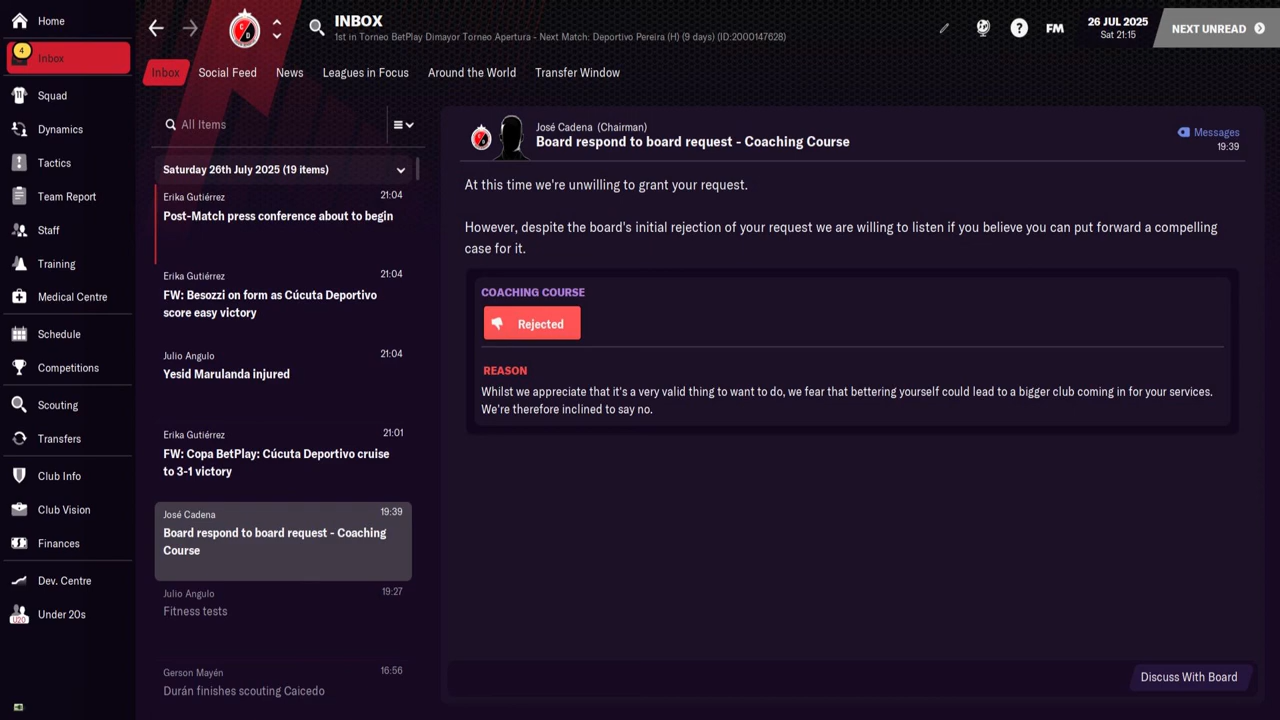 Home
4
Inbox
Squad
Dynamics
Tactics
Team Report
Staff
Training
Medical Centre
Schedule
Competitions
Scouting
Transfers
Club Info
Club Vision
Finances
Dev. Centre
U20
Under 20s
INBOX
1st in Torneo BetPlay Dimayor Torneo Apertura - Next Match: Deportivo Pereira (H) (9 days) (ID:2000147628)
?
FM
26 JUL 2025
Sat 21:15
NEXT UNREAD
Inbox
Social Feed
News
Leagues in Focus
Around the World
Transfer Window
All Items
Saturday 26th July 2025 (19 items)
Erika Gutiérrez
21:04
Post-Match press conference about to begin
Erika Gutiérrez
21:04
FW: Besozzi on form as Cúcuta Deportivo
score easy victory
Julio Angulo
21:04
Yesid Marulanda injured
Erika Gutiérrez
21:01
FW: Copa BetPlay: Cúcuta Deportivo cruise
to 3-1 victory
José Cadena
19:39
Board respond to board request - Coaching
Course
Julio Angulo
19:27
Fitness tests
Gerson Mayén
16:56
Durán finishes scouting Caicedo
José Cadena (Chairman)
Board respond to board request - Coaching Course
Messages
19:39
At this time we're unwilling to grant your request.
However, despite the board's initial rejection of your request we are willing to listen if you believe you can put forward a compelling
case for it.
COACHING COURSE
Rejected
REASON
Whilst we appreciate that it's a very valid thing to want to do, we fear that bettering yourself could lead to a bigger club coming in for your services.
We're therefore inclined to say no.
Discuss With Board